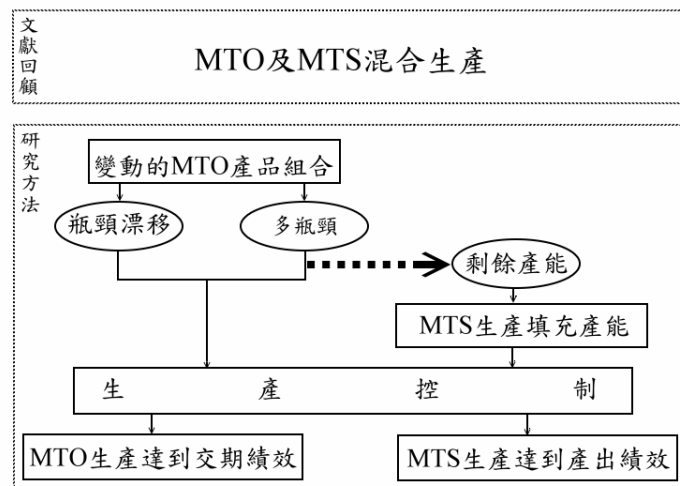 文獻回顧
MTO及MTS混合生產
研究方法
變動的MTO產品組合
瓶頸漂移
多瓶頸
剩餘產能
MTS生產填充產能
生產控制
MTO生產達到交期績效
MTS生產達到產出績效